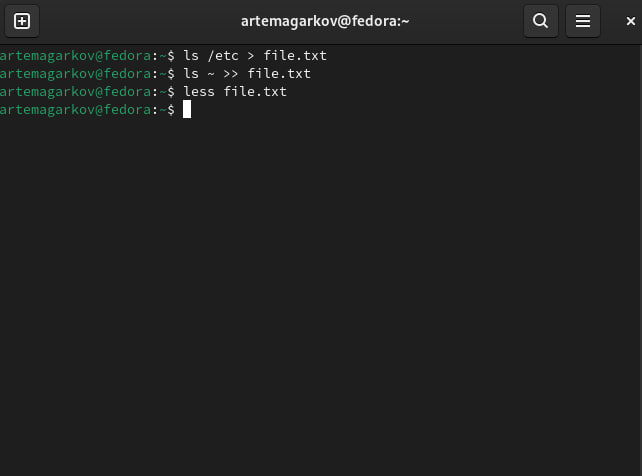 artemagarkov@fedora:~
artemagarkov@fedora:~$ ls /etc > file.txt
artemagarkov@fedora:~$ ls ~ >> file.txt
artemagarkov@fedora:~$ less file.txt
artemagarkov@fedora:~$